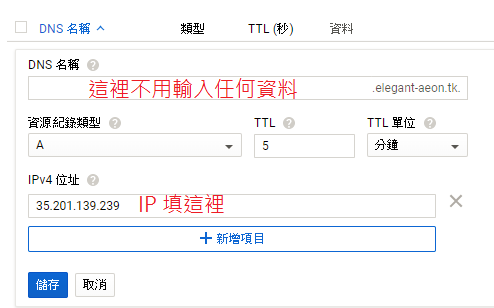 DNS 名稱 類型 TTL (秒) 資料
DNS 名稱
這裡不用輸入任何資料 .elegant-aeon.tk.
資源紀錄類型 TTL TTL 單位
A 5 分鐘
IPv4 位址
35.201.139.239 IP 填這裡
新增項目
儲存 取消